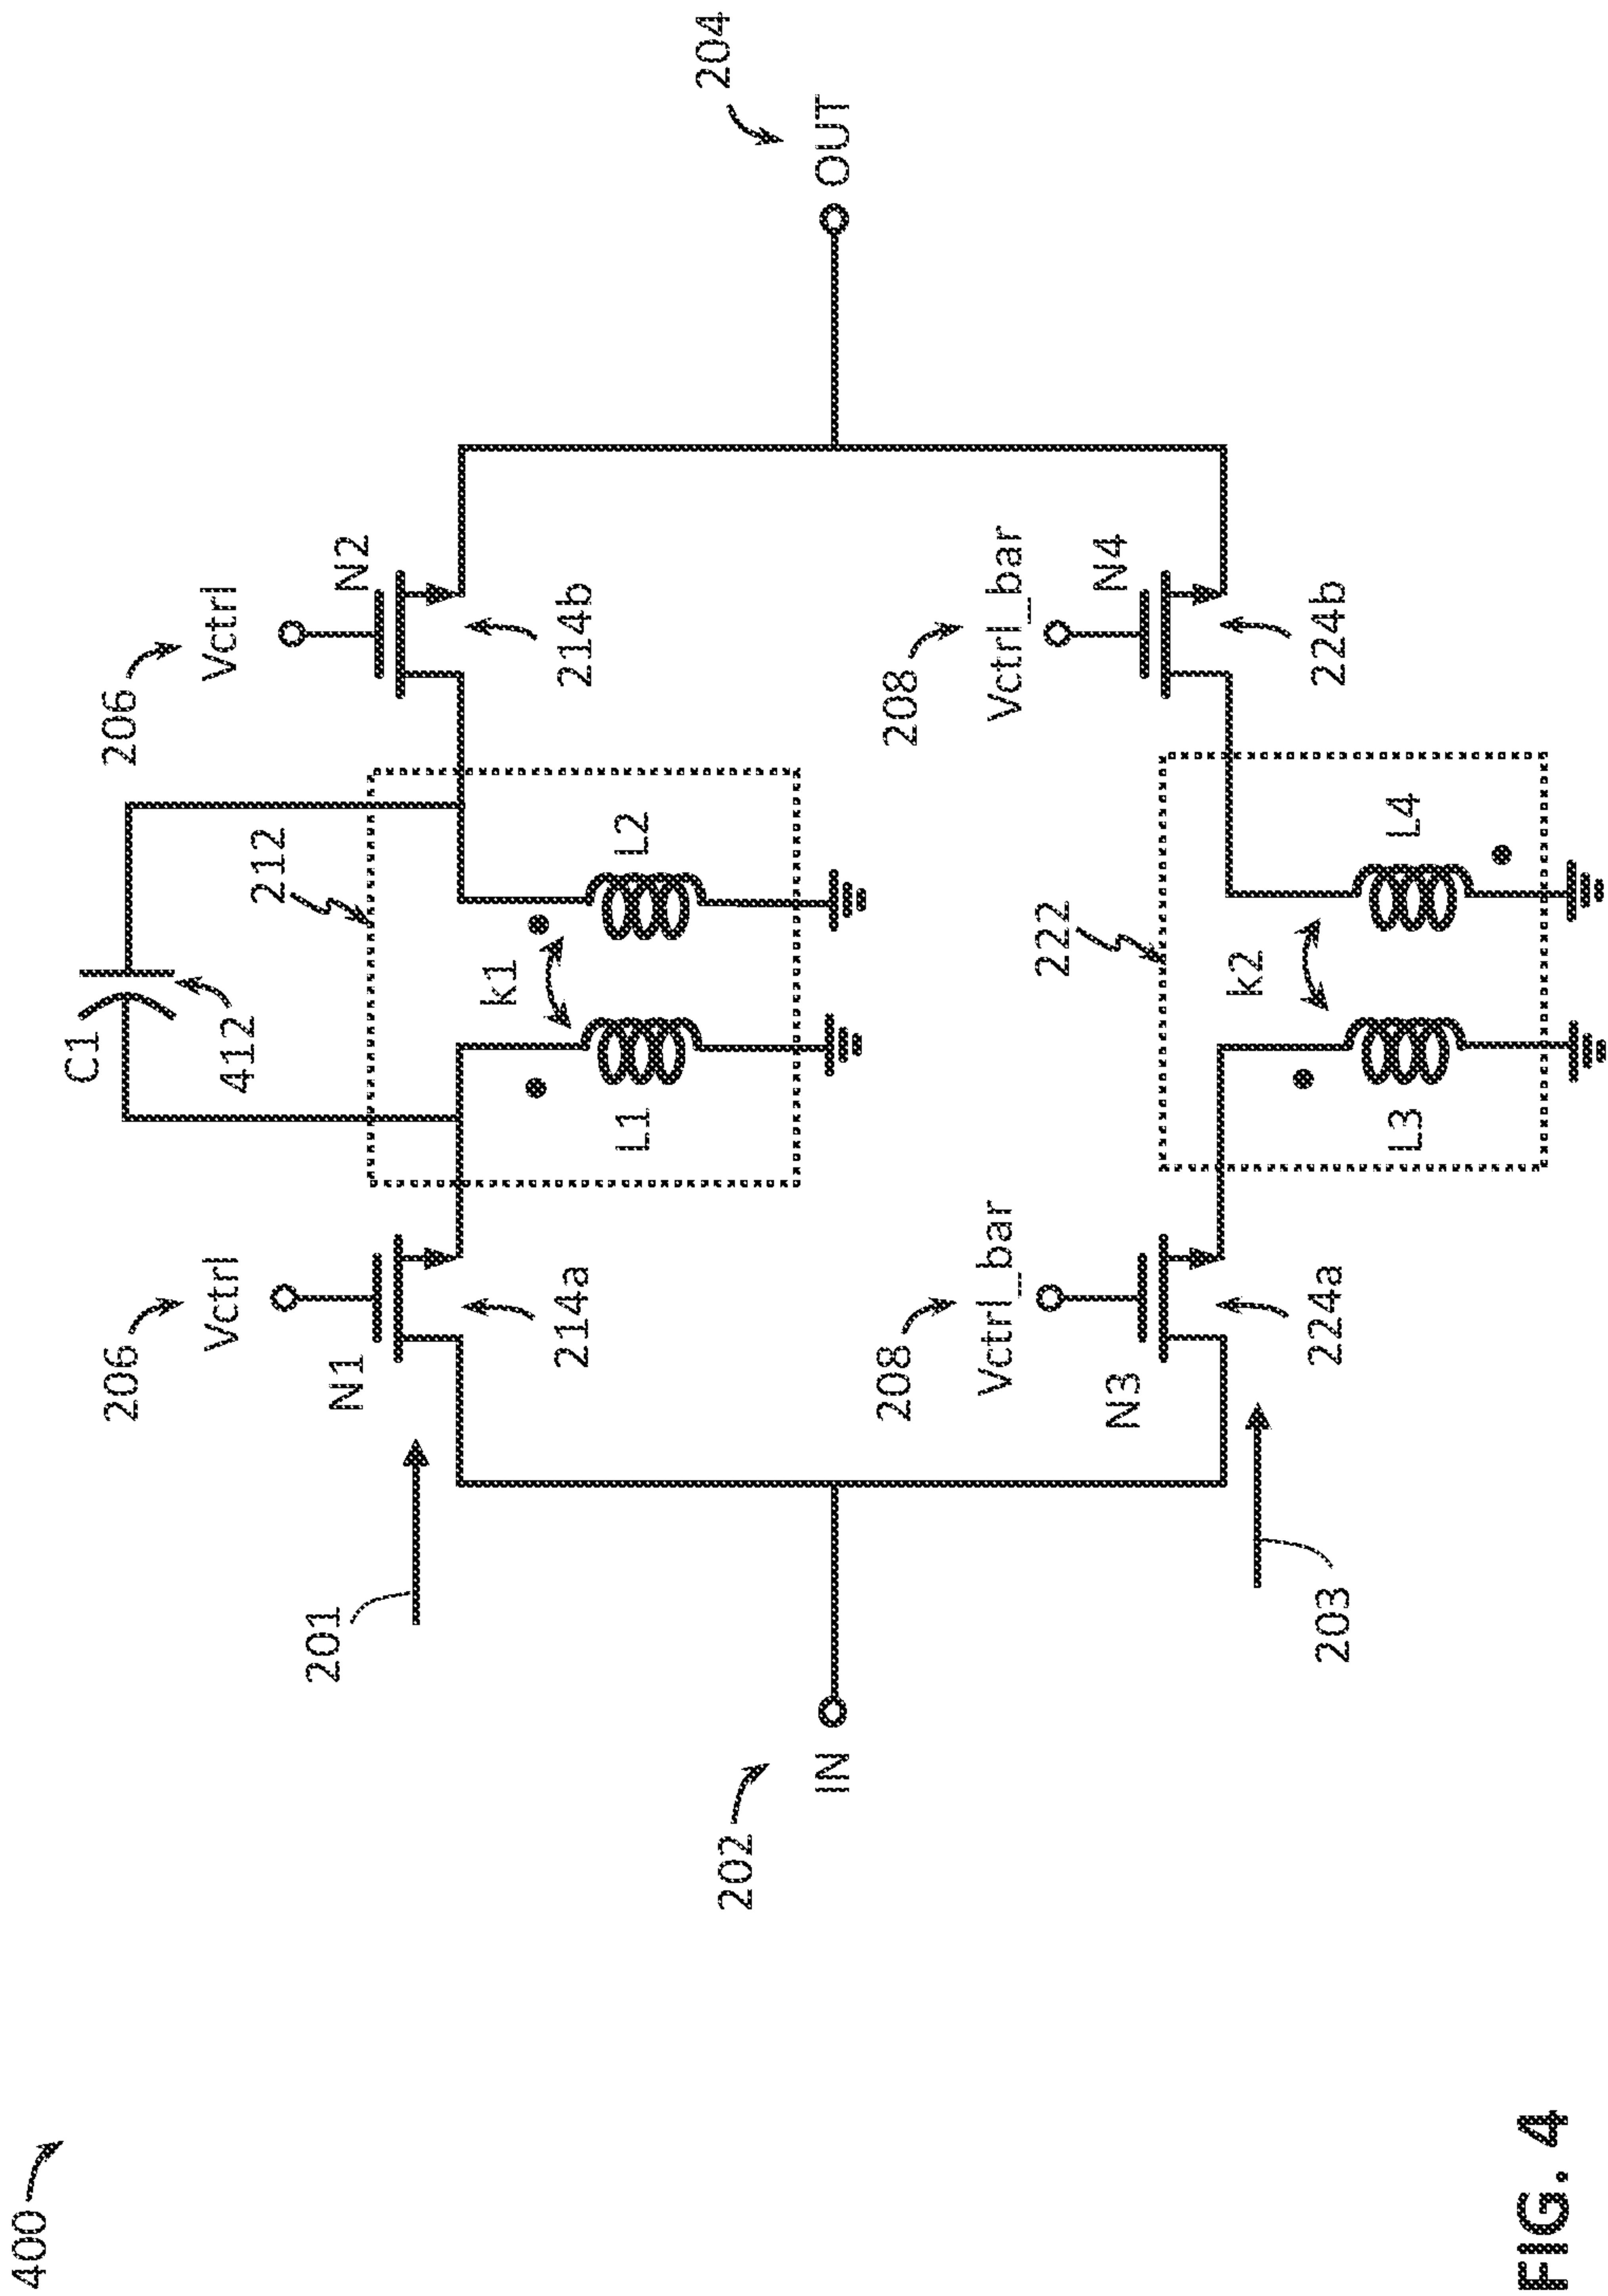 400
206
Vctrl
N1
214a
201
C1
412
212
k1
L1
L2
206
Vctrl
N2
214b
202
IN
204
OUT
208
Vctrl_bar
N3
224a
203
222
k2
L3
L4
208
Vctrl_bar
N4
224b
FIG. 4